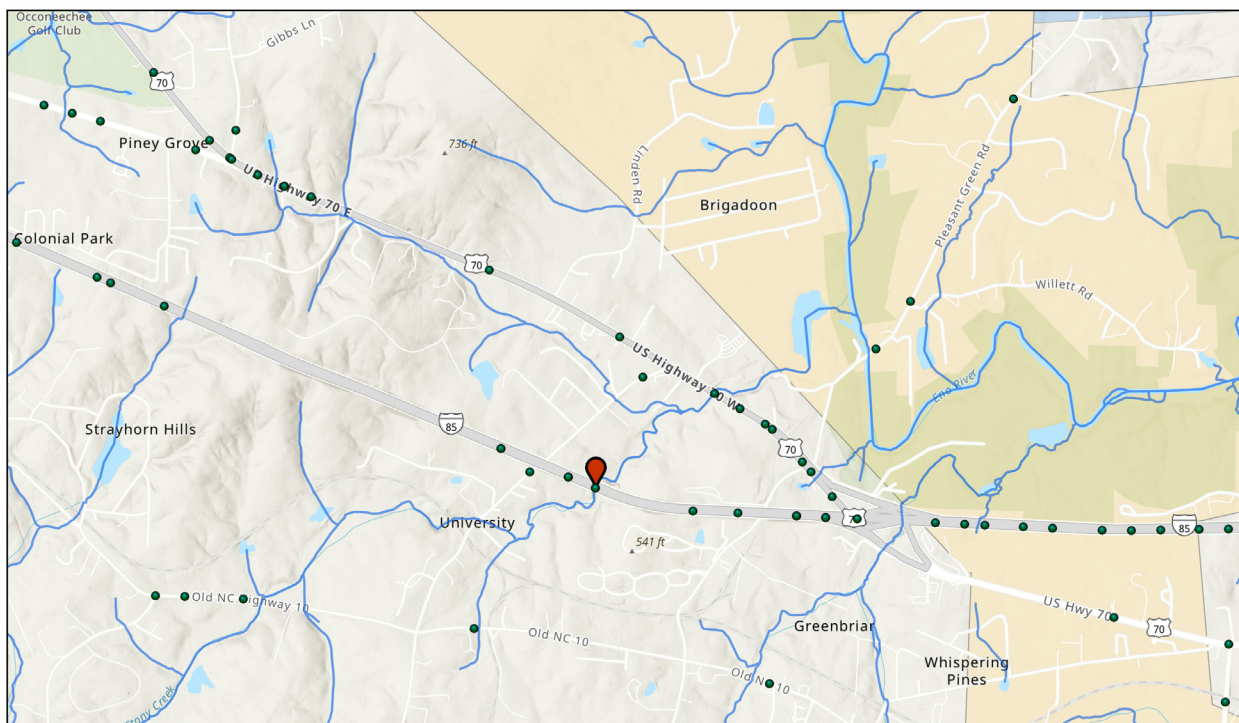 Occoneechee
Golf Club
Gibbs Ln
70
Piney Grove
736 ft
US Highway 70 E
Linden Rd
Brigadoon
Pleasant Green Rd
Colonial Park
70
Willett Rd
US Highway 70 W
Eno River
Strayhorn Hills
85
70
University
70
85
541 ft
Old NC Highway 10
US Hwy 70
70
Old NC 10
Greenbriar
Whispering
Pines
Old NC 10
Stony Creek